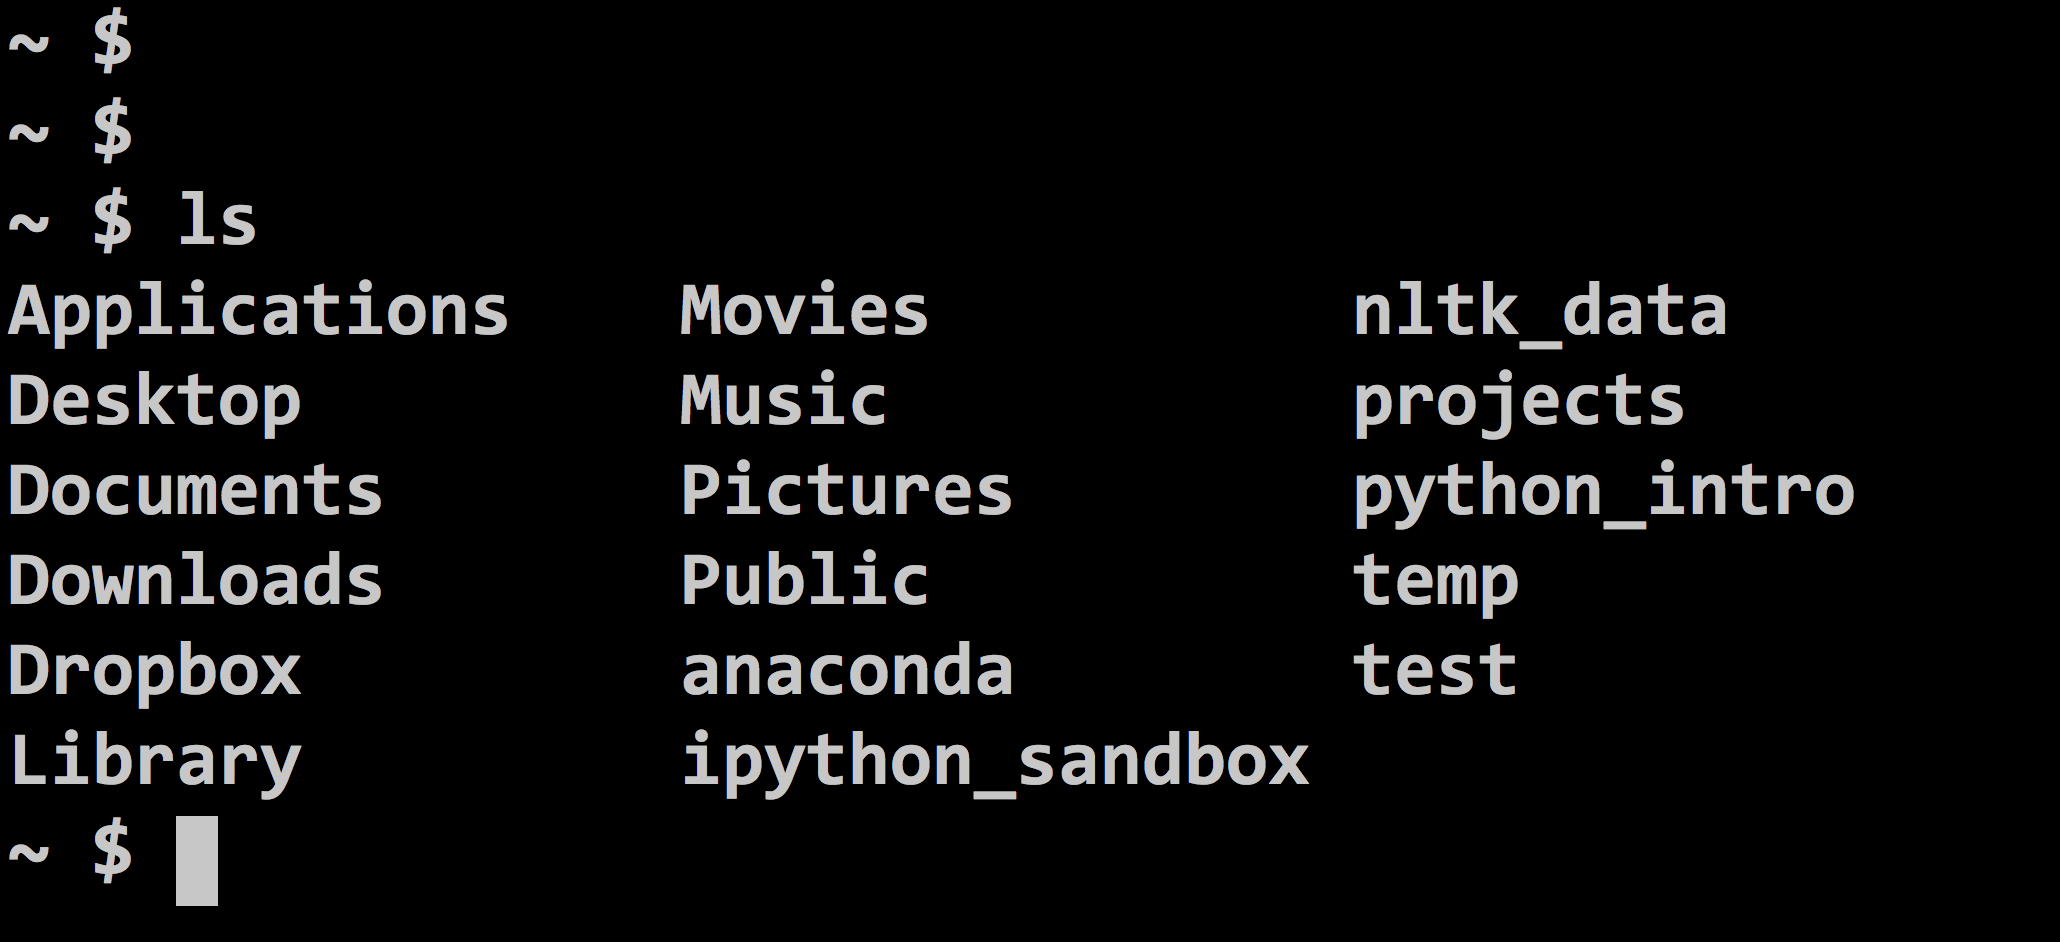 ~ $
~ $
~ $ ls
Applications    Movies          nltk_data
Desktop         Music           projects
Documents       Pictures        python_intro
Downloads       Public          temp
Dropbox         anaconda        test
Library         ipython_sandbox
~ $